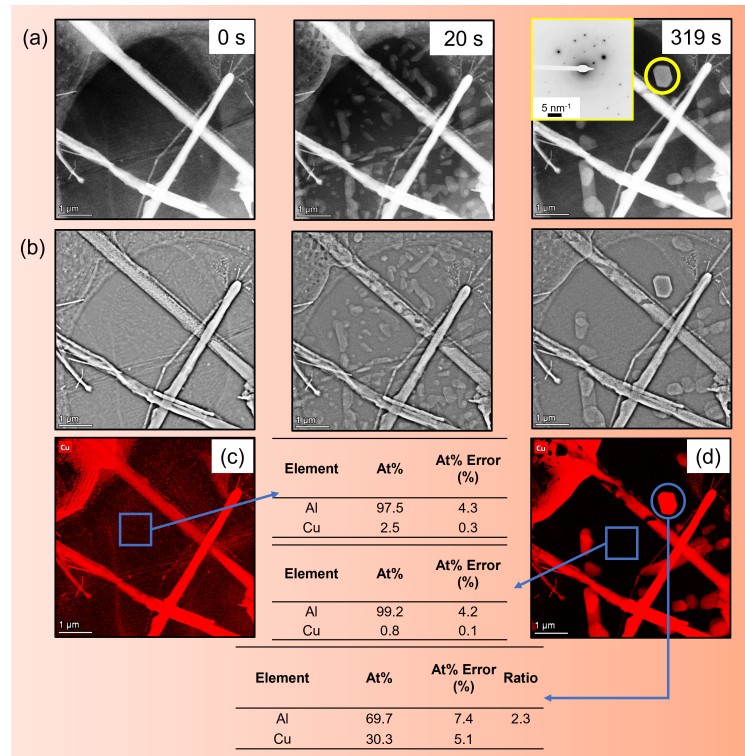 (a)
0 s
20 s
319 s
5 nm⁻¹
1 µm
1 µm
1 µm
(b)
1 µm
1 µm
1 µm
Cu
(c)
Cu
(d)
1 µm
1 µm
Element At% At% Error (%)
Al 97.5 4.3
Cu 2.5 0.3
Element At% At% Error (%)
Al 99.2 4.2
Cu 0.8 0.1
Element At% At% Error (%) Ratio
Al 69.7 7.4 2.3
Cu 30.3 5.1